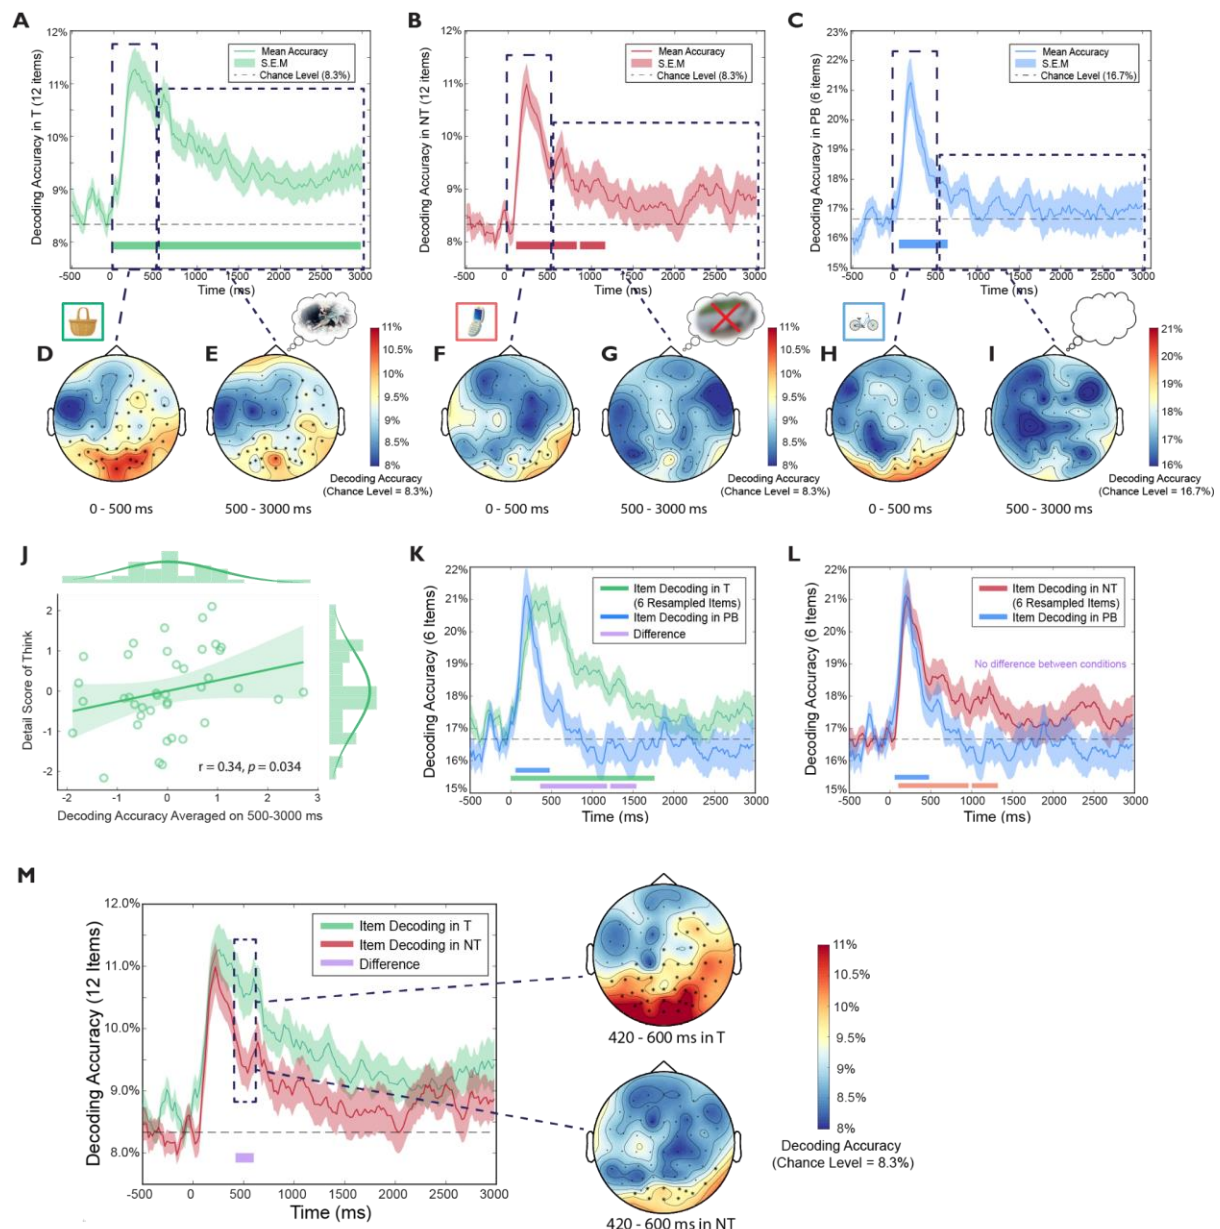 A
12%
11%
10%
9%
8%
Decoding Accuracy in T (12 items)
Mean Accuracy
S.E.M
Chance Level (8.3%)
-500
0
500
1000
1500
2000
2500
3000
Time (ms)
B
12%
11%
10%
9%
8%
Decoding Accuracy in NT (12 items)
Mean Accuracy
S.E.M
Chance Level (8.3%)
-500
0
500
1000
1500
2000
2500
3000
Time (ms)
C
23%
22%
21%
20%
19%
18%
17%
16%
15%
Decoding Accuracy in PB (6 items)
Mean Accuracy
S.E.M
Chance Level (16.7%)
-500
0
500
1000
1500
2000
2500
3000
Time (ms)
D
0 - 500 ms
E
500 - 3000 ms
11%
10.5%
10%
9.5%
9%
8.5%
8%
Decoding Accuracy
(Chance Level = 8.3%)
F
0 - 500 ms
G
500 - 3000 ms
11%
10.5%
10%
9.5%
9%
8.5%
8%
Decoding Accuracy
(Chance Level = 8.3%)
H
0 - 500 ms
I
500 - 3000 ms
21%
20%
19%
18%
17%
16%
Decoding Accuracy
(Chance Level = 16.7%)
J
2
1
0
-1
-2
Detail Score of Think
r = 0.34, p = 0.034
-2
-1
0
1
2
3
Decoding Accuracy Averaged on 500-3000 ms
K
22%
21%
20%
19%
18%
17%
16%
15%
Decoding Accuracy (6 Items)
Item Decoding in T
(6 Resampled Items)
Item Decoding in PB
Difference
-500
0
500
1000
1500
2000
2500
3000
Time (ms)
L
22%
21%
20%
19%
18%
17%
16%
15%
Decoding Accuracy (6 Items)
Item Decoding in NT
(6 Resampled Items)
Item Decoding in PB
No difference between conditions
-500
0
500
1000
1500
2000
2500
3000
Time (ms)
M
12.0%
11.0%
10.0%
9.0%
8.0%
Decoding Accuracy (12 Items)
Item Decoding in T
Item Decoding in NT
Difference
-500
0
500
1000
1500
2000
2500
3000
Time (ms)
420 - 600 ms in T
420 - 600 ms in NT
11%
10.5%
10%
9.5%
9%
8.5%
8%
Decoding Accuracy
(Chance Level = 8.3%)